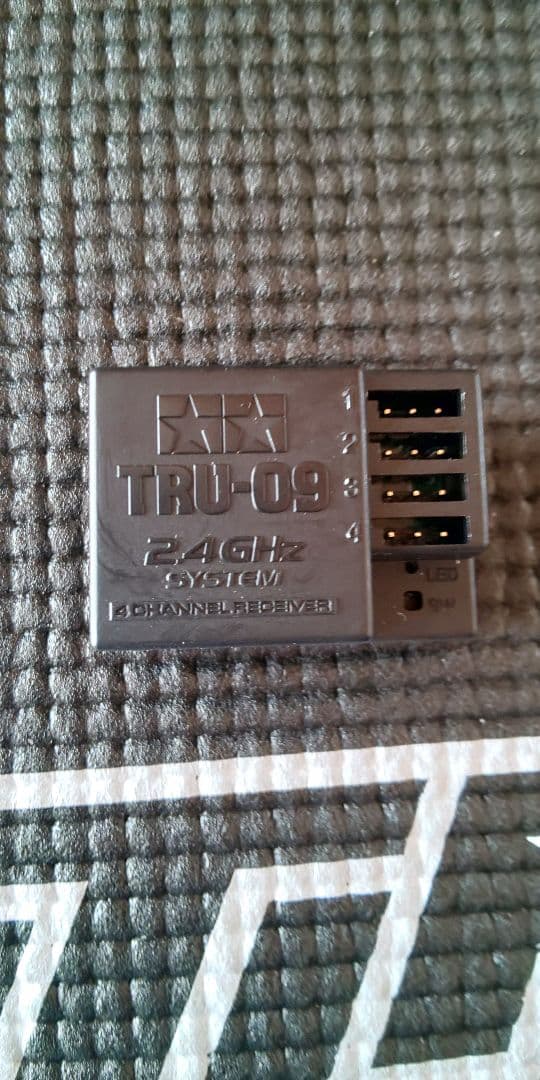 TRU-09
2.4GHz
SYSTEM
4 CHANNEL RECEIVER
1
2
3
4
LED